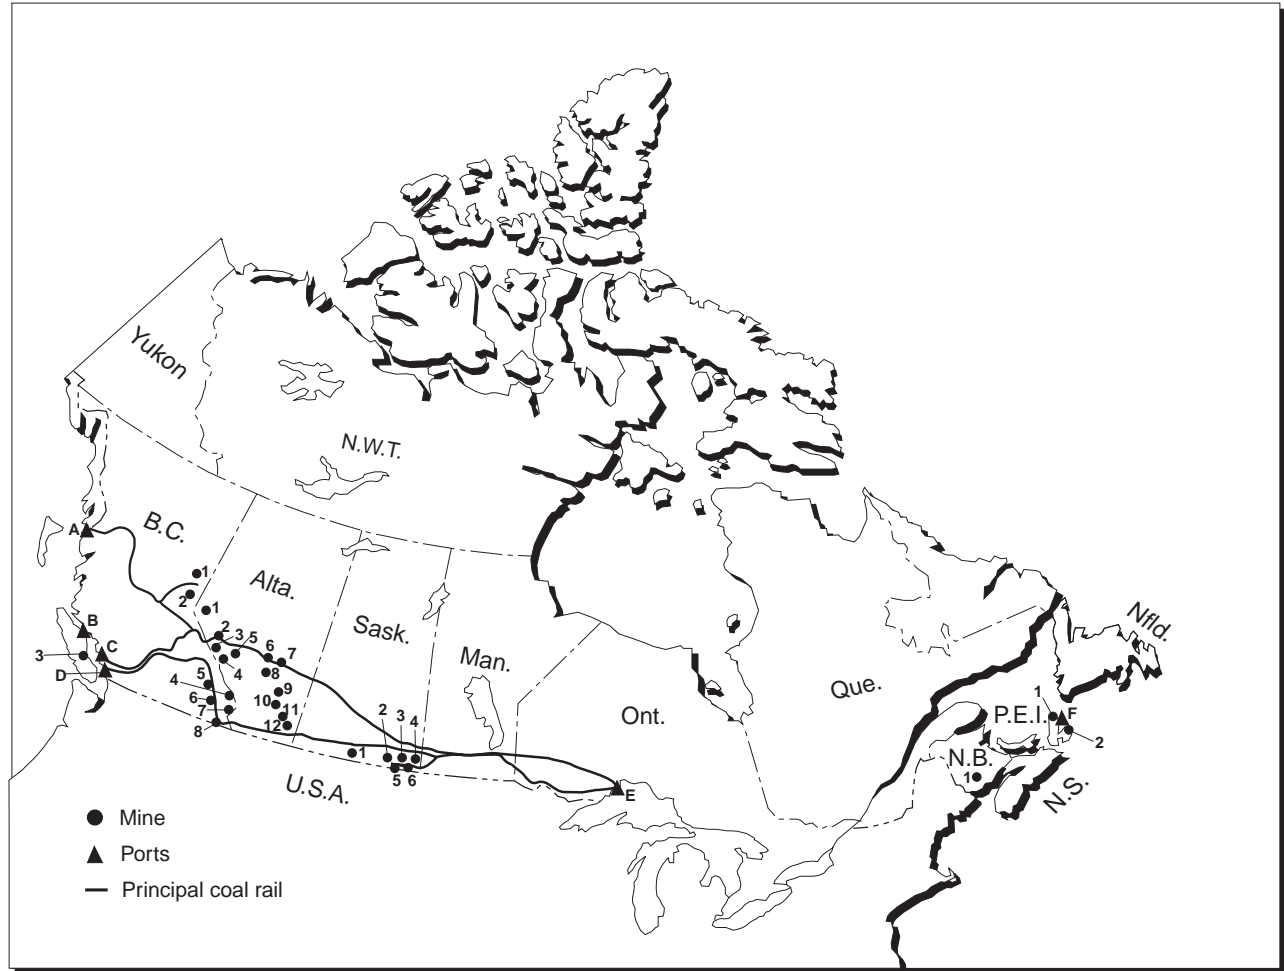 Yukon
N.W.T.
A
B.C.
1
2
Alta.
1
Sask.
Man.
Nfld.
B
C
3
D
2
3
5
4
6
7
8
5
4
6
7
8
9
10
11
12
Que.
Ont.
1
P.E.I.
F
2
2
3
4
1
5
6
N.B.
1
N.S.
E
U.S.A.
Mine
Ports
Principal coal rail